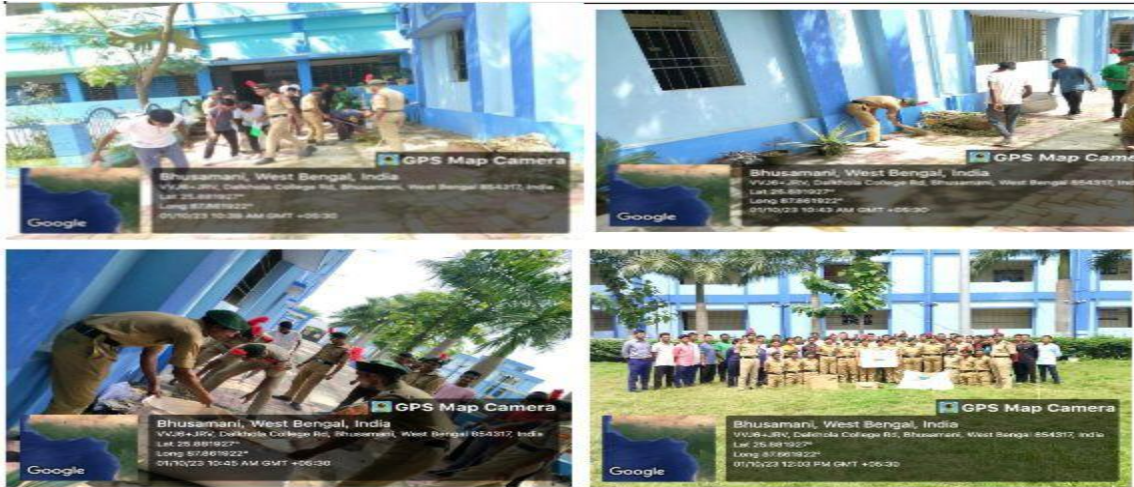 GPS Map Camera
Bhusamani, West Bengal, India
VVJ6+JRV, Dalkhola College Rd, Bhusamani, West Bengal 854317, India
Lat 25.881927°
Long 87.861922°
01/10/23 10:39 AM GMT +05:30
Google
GPS Map Came
Bhusamani, West Bengal, India
VVJ6+JRV, Dalkhola College Rd, Bhusamani, West Bengal 854317, Ind
Lat 25.881927°
Long 87.861922°
01/10/23 10:43 AM GMT +05:30
Google
GPS Map Camera
Bhusamani, West Bengal, India
VVJ6+JRV, Dalkhola College Rd, Bhusamani, West Bengal 854317, India
Lat 25.881927°
Long 87.861922°
01/10/23 10:45 AM GMT +05:30
Google
GPS Map Camera
Bhusamani, West Bengal, India
VVJ6+JRV, Dalkhola College Rd, Bhusamani, West Bengal 854317, India
Lat 25.881927°
Long 87.861922°
01/10/23 12:03 PM GMT +05:30
Google